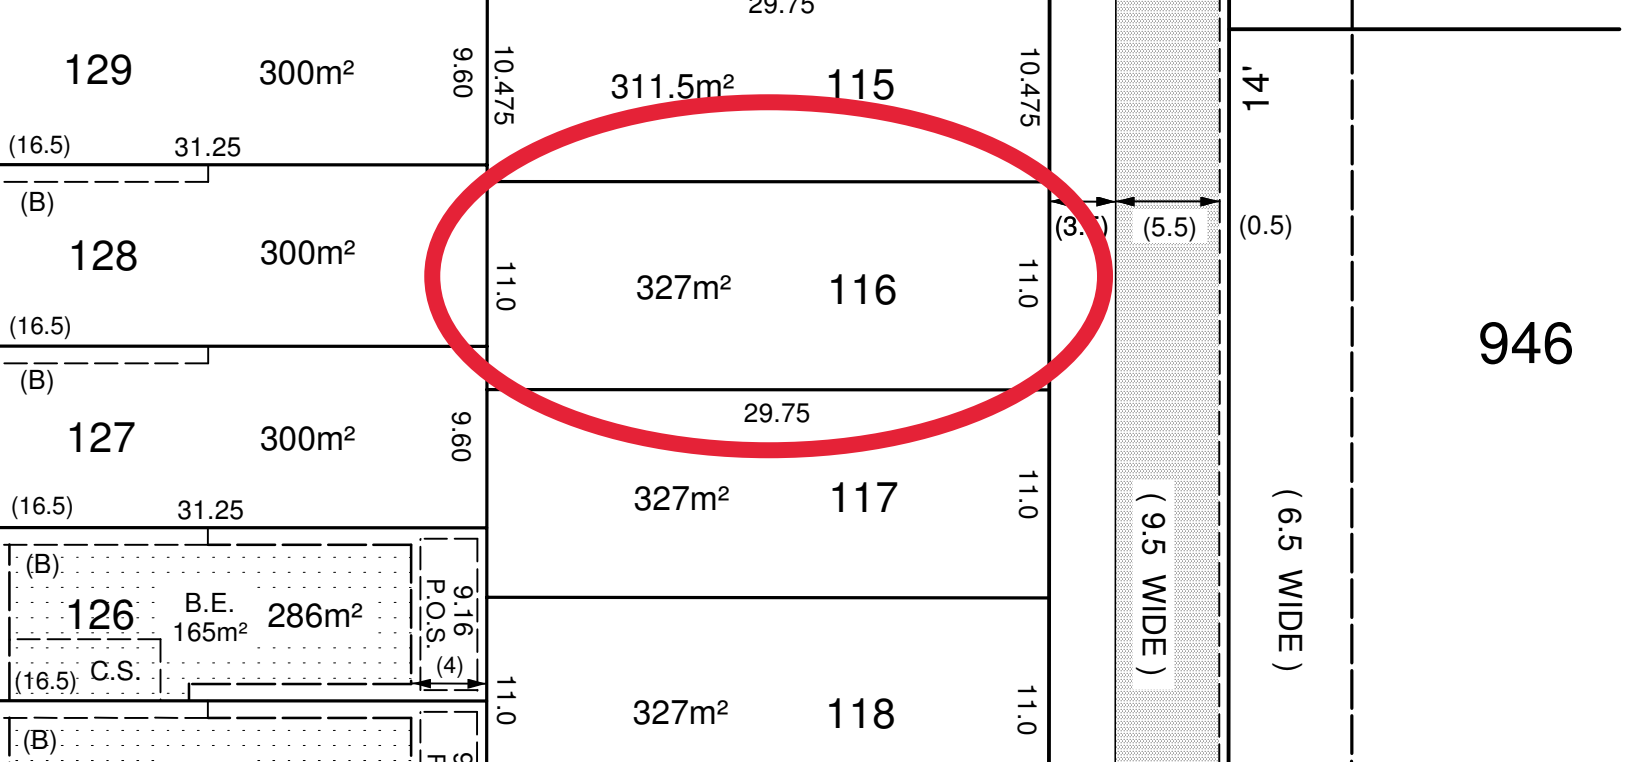 29.75
129
300m²
9.60
10.475
311.5m²
115
10.475
14'
(16.5)
31.25
(B)
128
300m²
11.0
327m²
116
11.0
(5.5)
(0.5)
(16.5)
(B)
946
29.75
127
300m²
9.60
327m²
117
11.0
(16.5)
31.25
( 9.5 WIDE )
( 6.5 WIDE )
(B)
126
B.E.
165m²
286m²
P.O.S.
9.16
C.S.
(16.5)
(4)
11.0
327m²
118
11.0
(B)